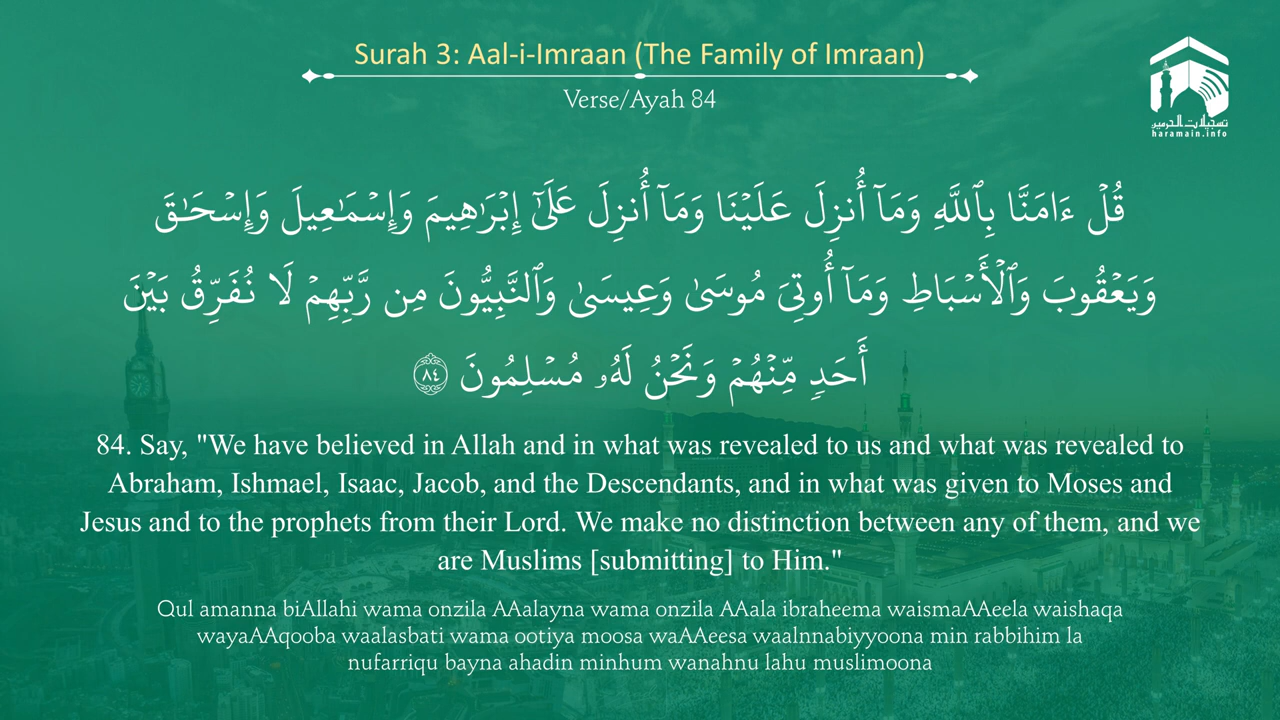 Surah 3: Aal-i-Imraan (The Family of Imraan)
Verse/Ayah 84
تسجيلات الحرمين
haramain.info
قُلۡ ءَامَنَّا بِٱللَّهِ وَمَآ أُنزِلَ عَلَيۡنَا وَمَآ أُنزِلَ عَلَىٰٓ إِبۡرَٰهِيمَ وَإِسۡمَٰعِيلَ وَإِسۡحَٰقَ
وَيَعۡقُوبَ وَٱلۡأَسۡبَاطِ وَمَآ أُوتِيَ مُوسَىٰ وَعِيسَىٰ وَٱلنَّبِيُّونَ مِن رَّبِّهِمۡ لَا نُفَرِّقُ بَيۡنَ
أَحَدٖ مِّنۡهُمۡ وَنَحۡنُ لَهُۥ مُسۡلِمُونَ ٨٤
84. Say, "We have believed in Allah and in what was revealed to us and what was revealed to
Abraham, Ishmael, Isaac, Jacob, and the Descendants, and in what was given to Moses and
Jesus and to the prophets from their Lord. We make no distinction between any of them, and we
are Muslims [submitting] to Him."
Qul amanna biAllahi wama onzila AAalayna wama onzila AAala ibraheema waismaAAeela waishaqa
wayaAAqooba waalasbati wama ootiya moosa waAAeesa waalnnabiyyoona min rabbihim la
nufarriqu bayna ahadin minhum wanahnu lahu muslimoona